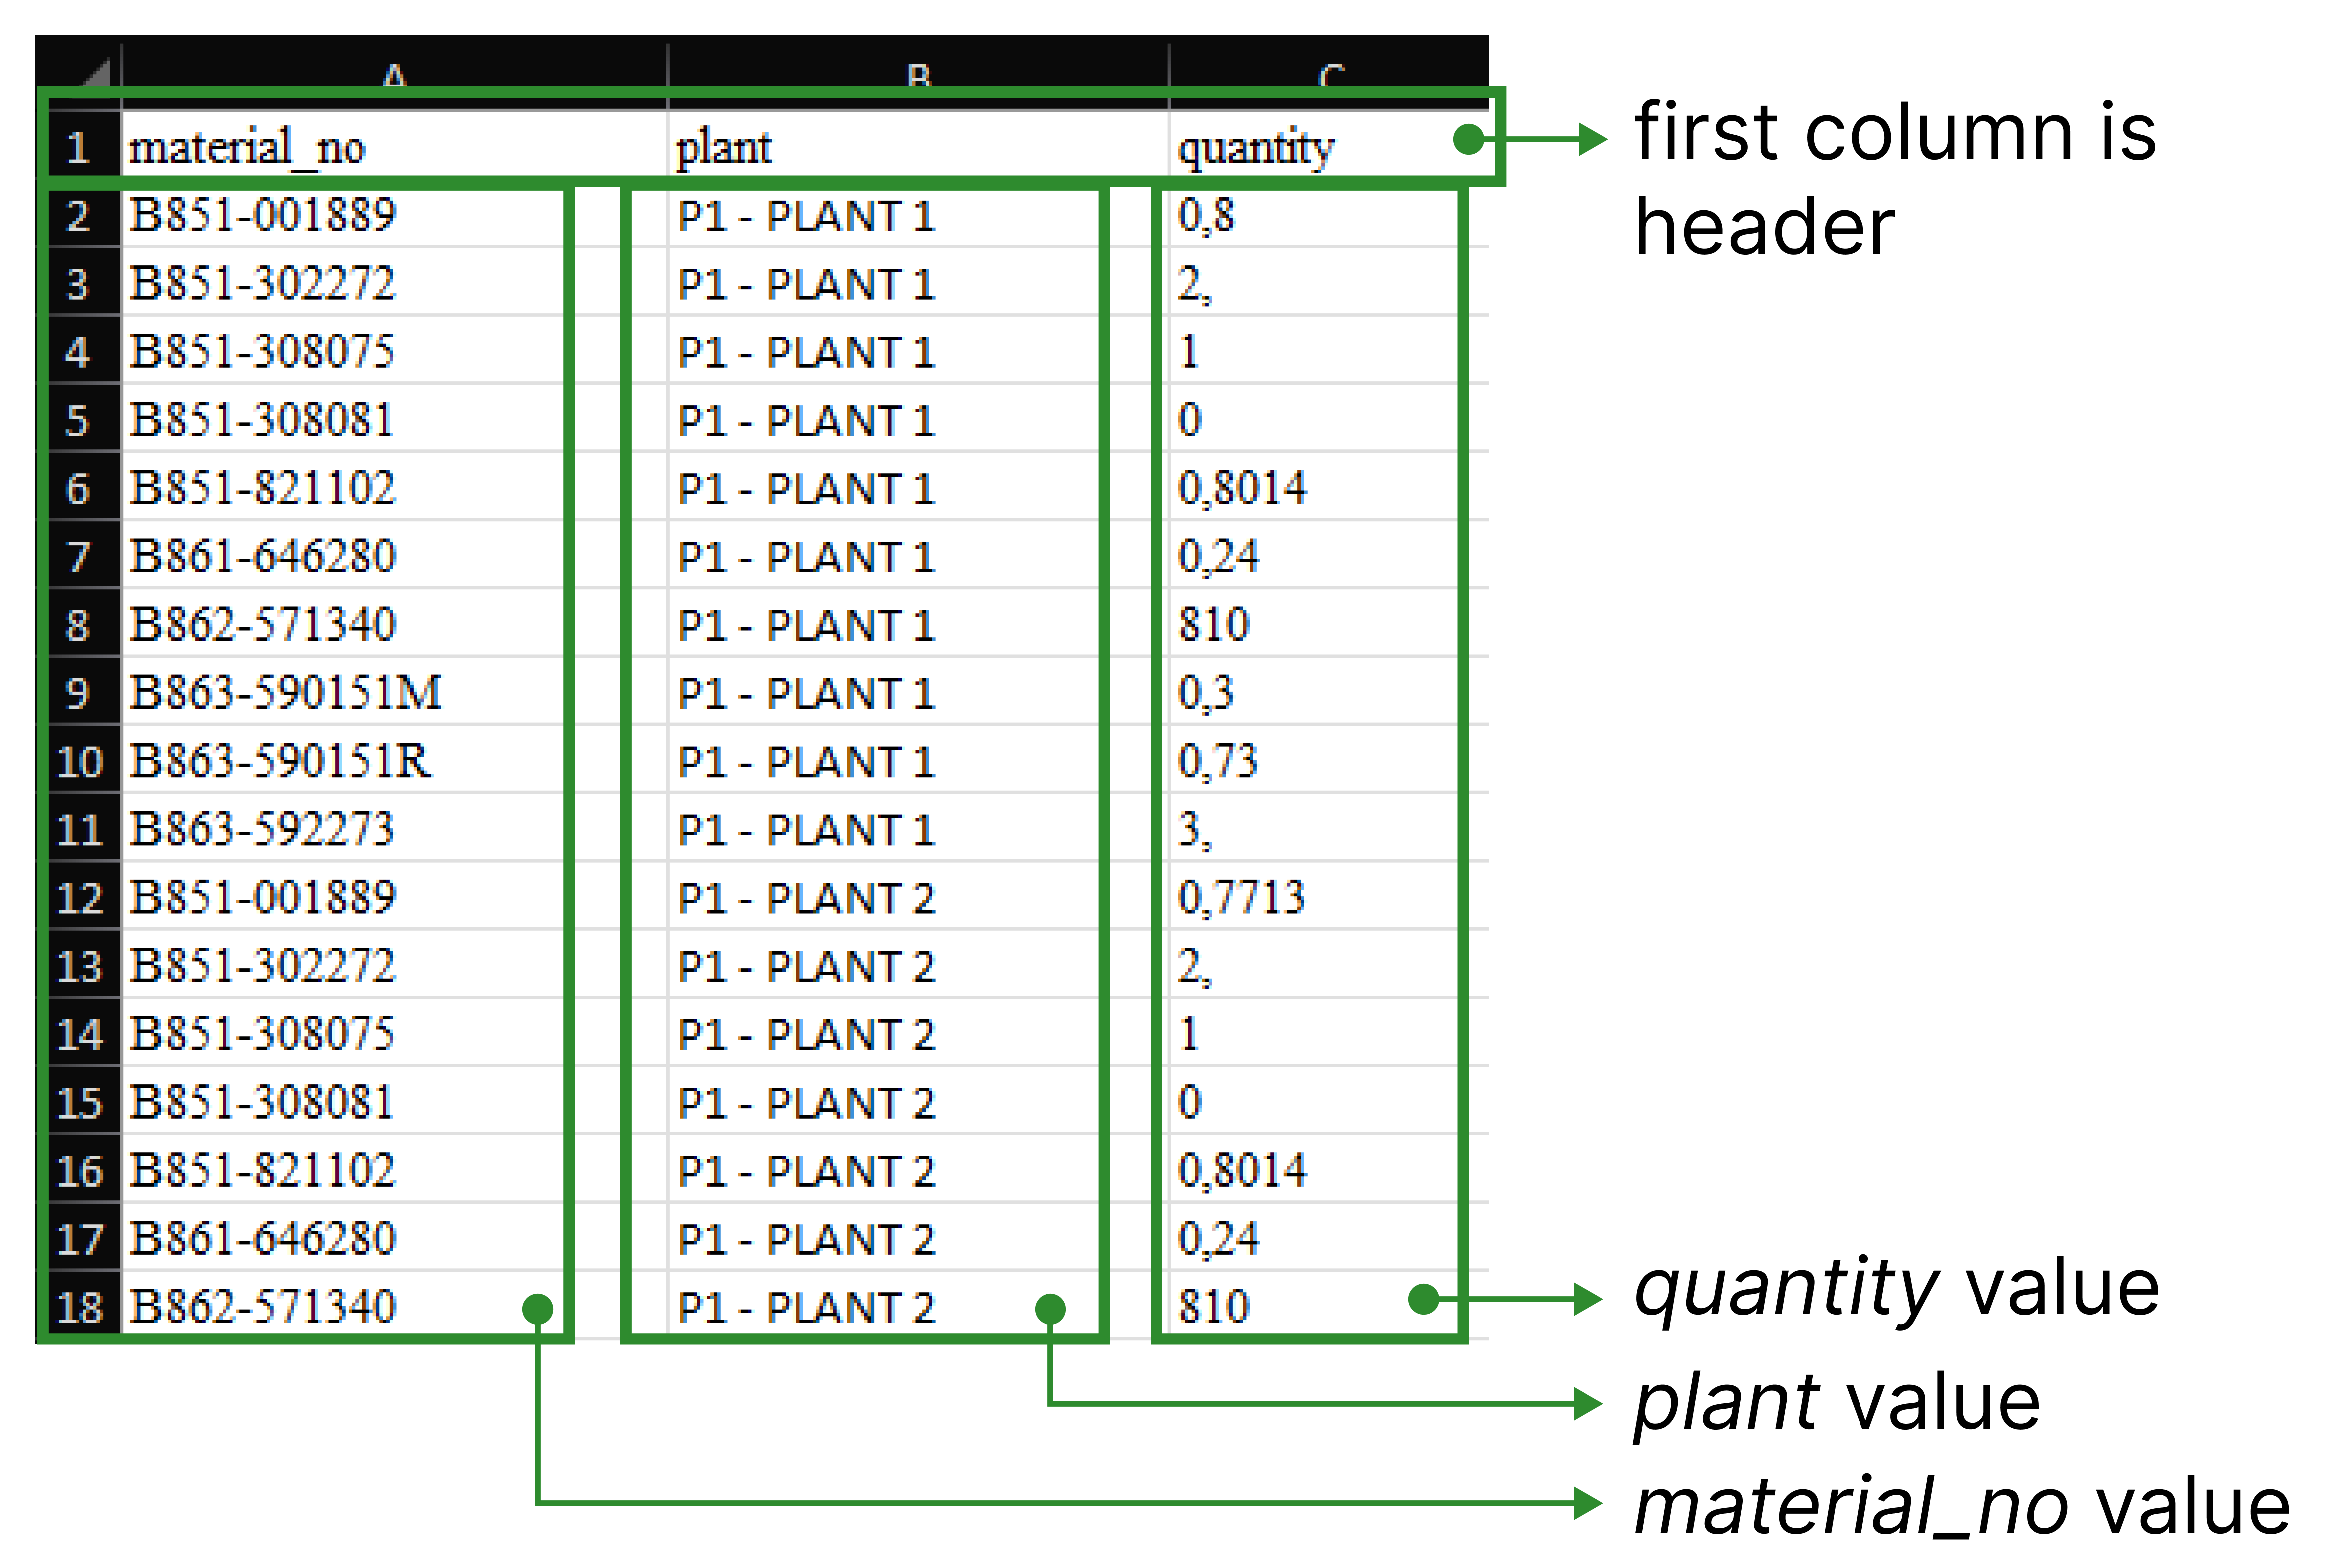 A B C
1 material_no plant quantity
2 B851-001889 P1 - PLANT 1 0,8
3 B851-302272 P1 - PLANT 1 2,
4 B851-308075 P1 - PLANT 1 1
5 B851-308081 P1 - PLANT 1 0
6 B851-821102 P1 - PLANT 1 0,8014
7 B861-646280 P1 - PLANT 1 0,24
8 B862-571340 P1 - PLANT 1 810
9 B863-590151M P1 - PLANT 1 0,3
10 B863-590151R P1 - PLANT 1 0,73
11 B863-592273 P1 - PLANT 1 3,
12 B851-001889 P1 - PLANT 2 0,7713
13 B851-302272 P1 - PLANT 2 2,
14 B851-308075 P1 - PLANT 2 1
15 B851-308081 P1 - PLANT 2 0
16 B851-821102 P1 - PLANT 2 0,8014
17 B861-646280 P1 - PLANT 2 0,24
18 B862-571340 P1 - PLANT 2 810
first column is
header
quantity value
plant value
material_no value